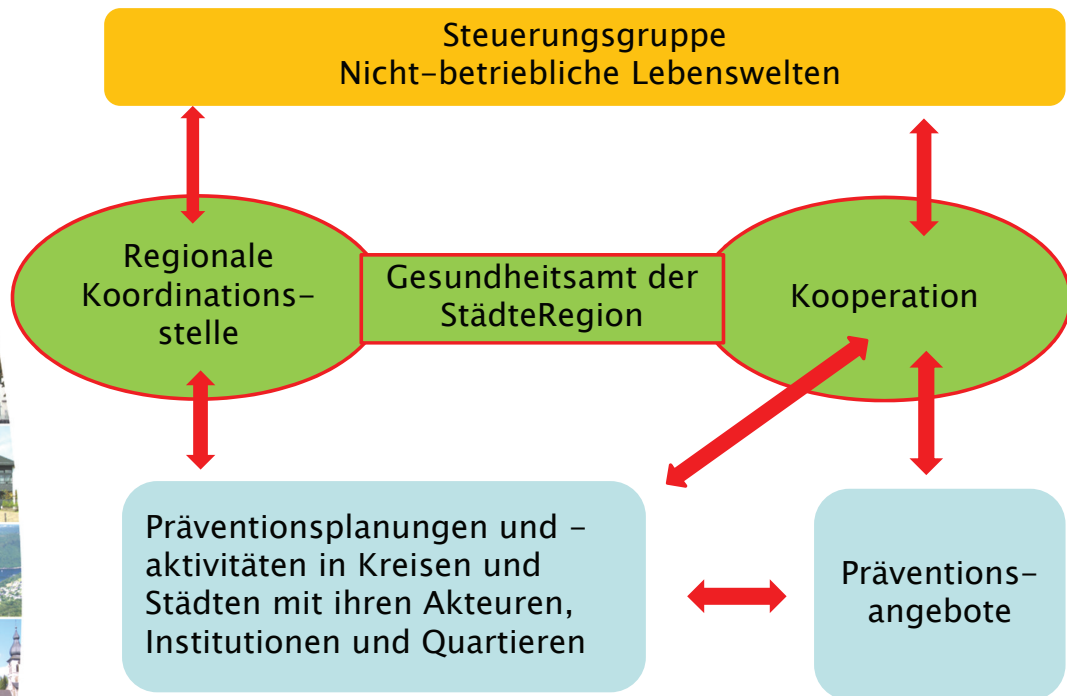 Steuerungsgruppe
Nicht-betriebliche Lebenswelten
Regionale
Koordinations-
stelle
Gesundheitsamt der
StädteRegion
Kooperation
Präventionsplanungen und -
aktivitäten in Kreisen und
Städten mit ihren Akteuren,
Institutionen und Quartieren
Präventions-
angebote